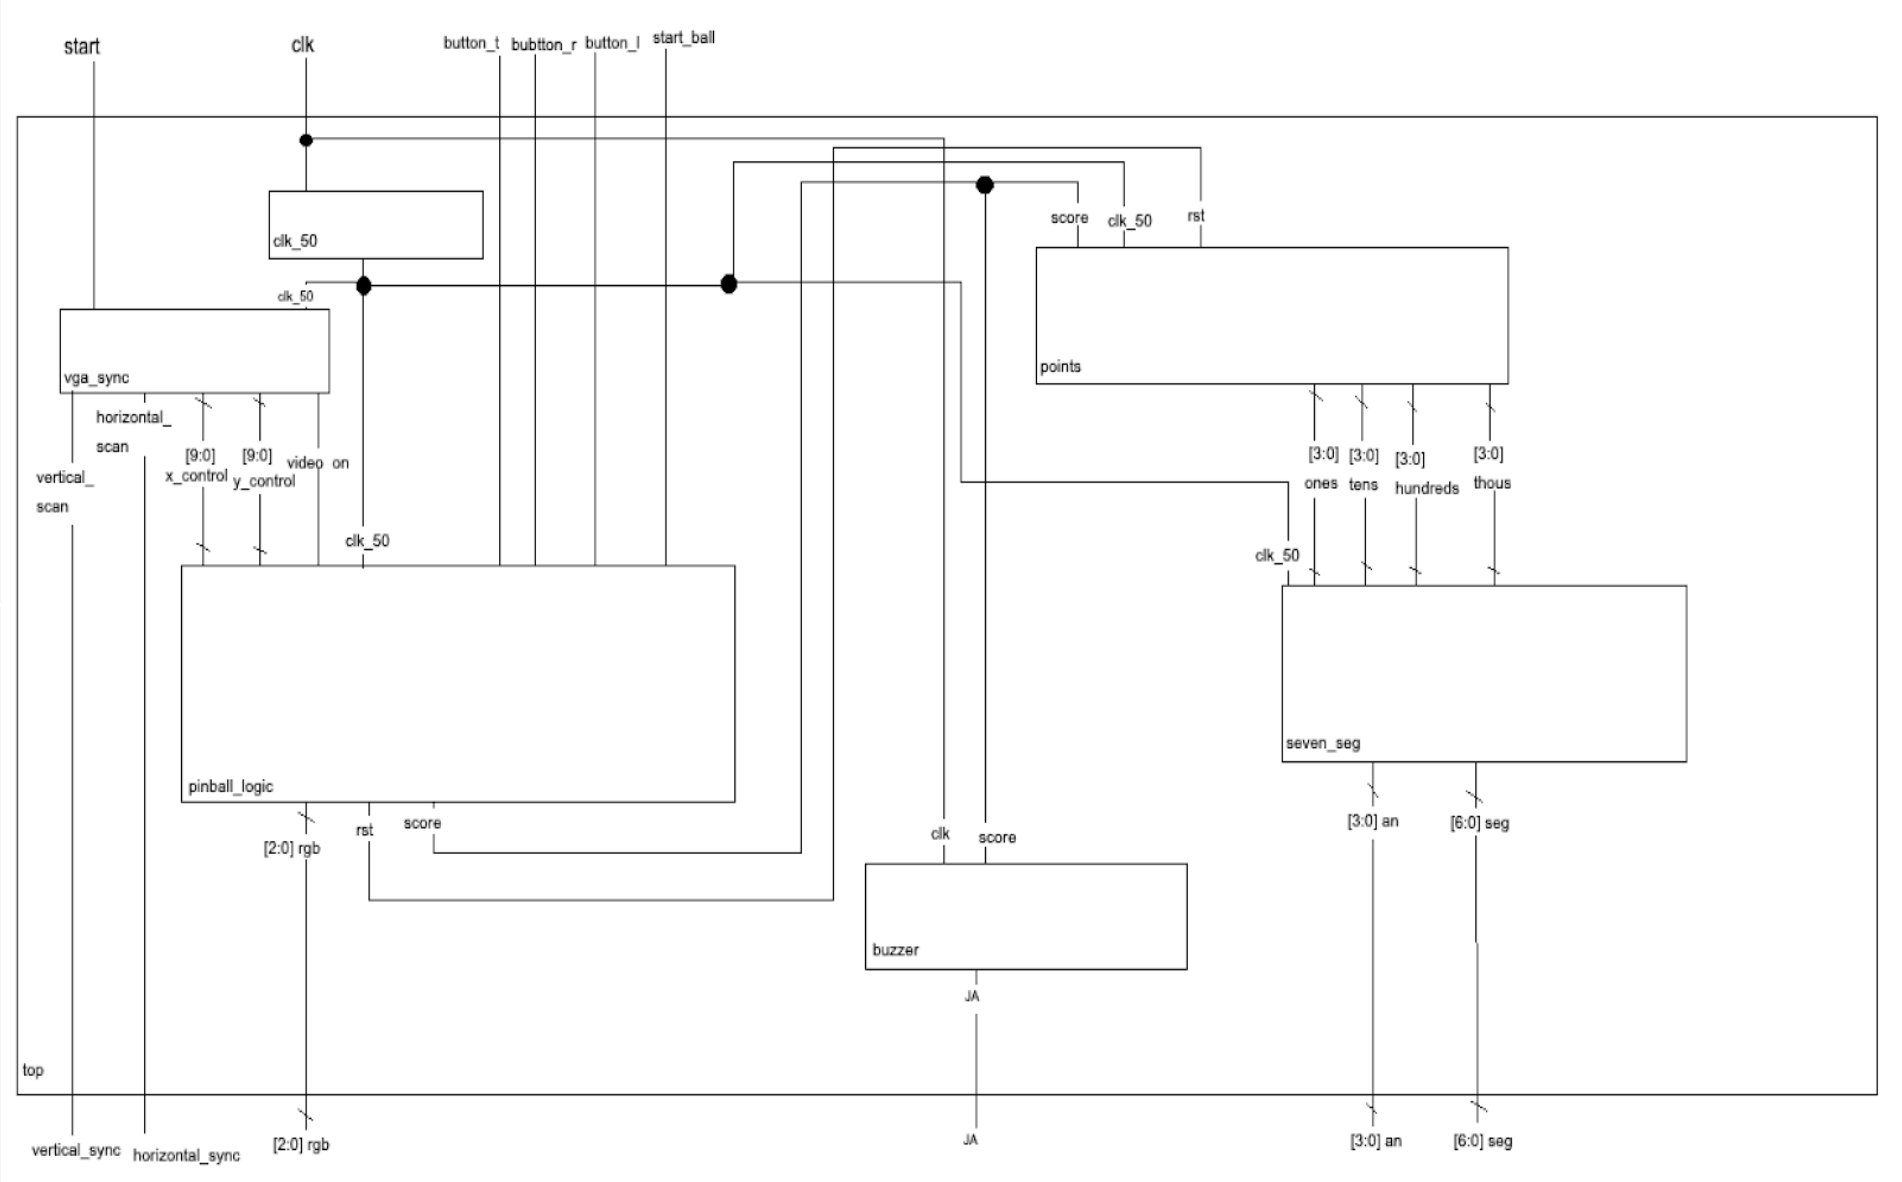 start
clk
button_t
bubtton_r
button_l
start_ball
clk_50
clk_50
score
clk_50
rst
vga_sync
points
horizontal_
scan
vertical_
scan
[9:0]
x_control
[9:0]
y_control
video on
clk_50
[3:0]
ones
[3:0]
tens
[3:0]
hundreds
[3:0]
thous
clk_50
pinball_logic
seven_seg
[2:0] rgb
rst
score
clk
score
[3:0] an
[6:0] seg
buzzer
JA
top
vertical_sync
horizontal_sync
[2:0] rgb
JA
[3:0] an
[6:0] seg